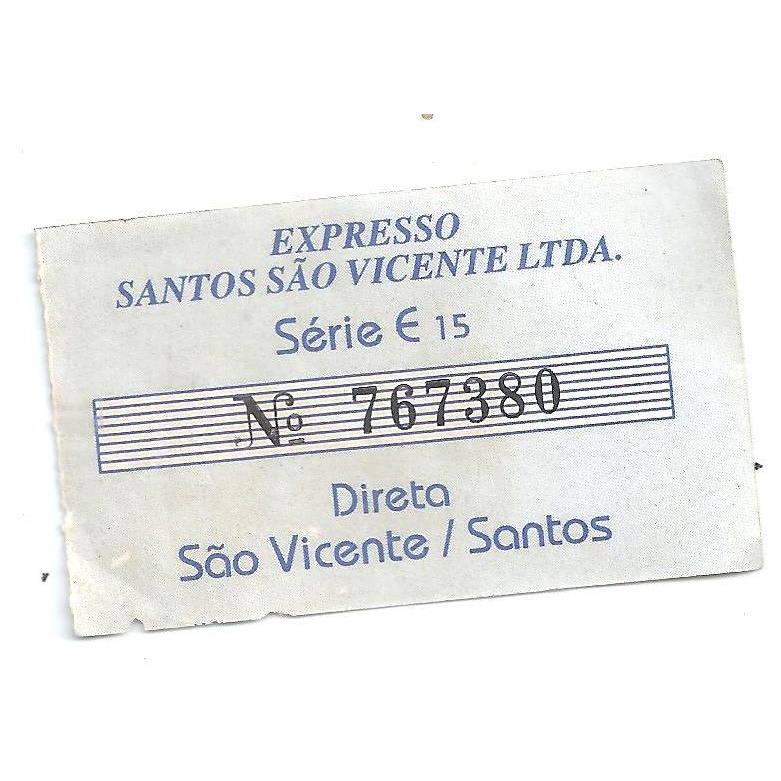 EXPRESSO
SANTOS SÃO VICENTE LTDA.
Série E 15
Nº 767380
Direta
São Vicente / Santos